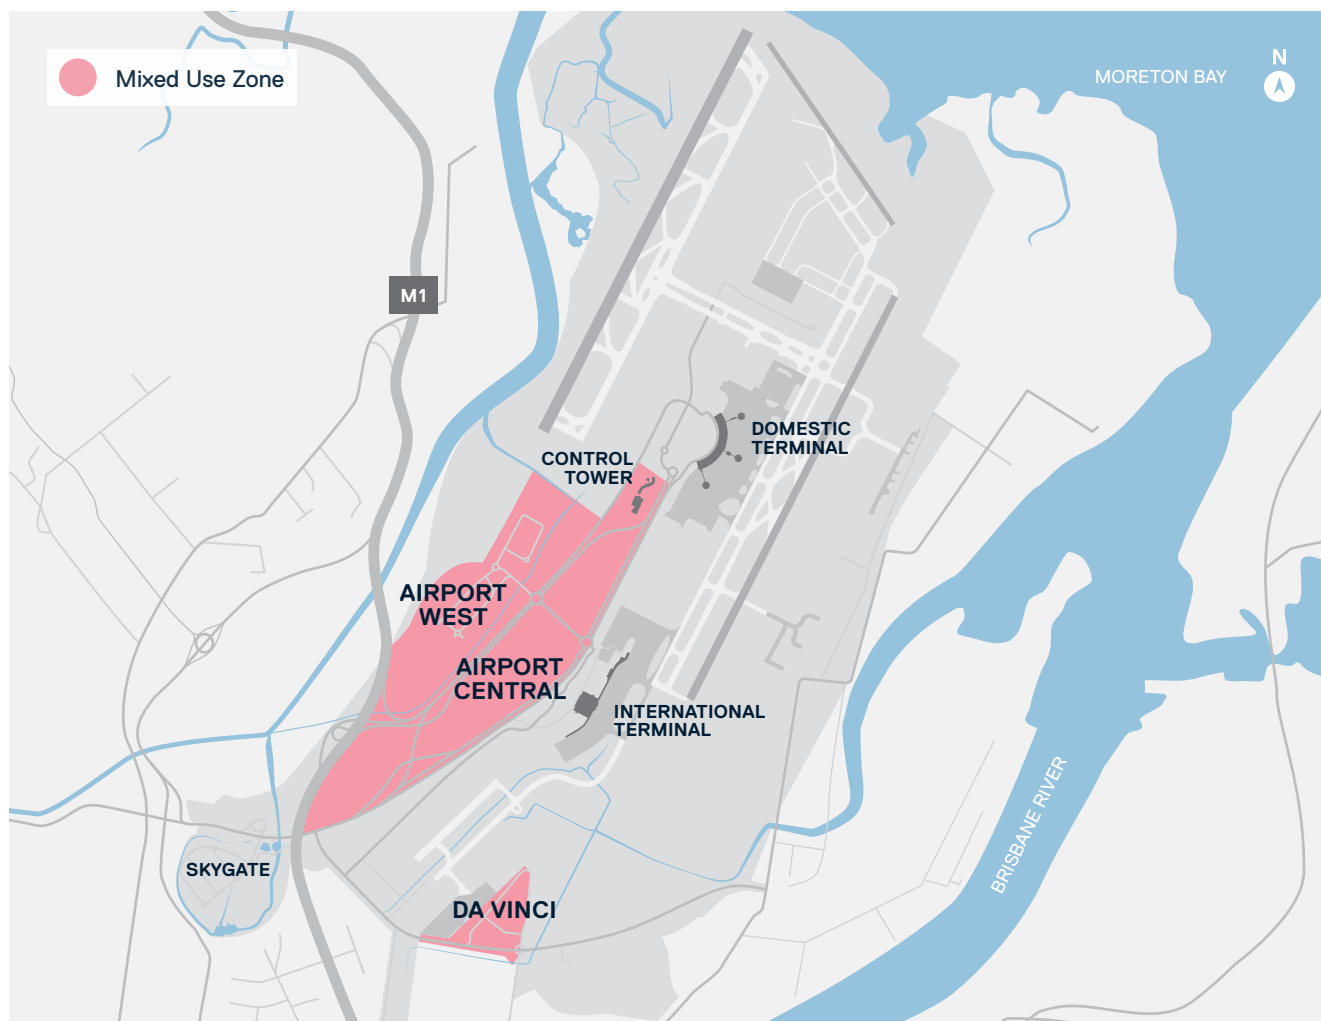 Mixed Use Zone
MORETON BAY
N
M1
DOMESTIC
TERMINAL
CONTROL
TOWER
AIRPORT
WEST
AIRPORT
CENTRAL
INTERNATIONAL
TERMINAL
BRISBANE RIVER
SKYGATE
DA VINCI